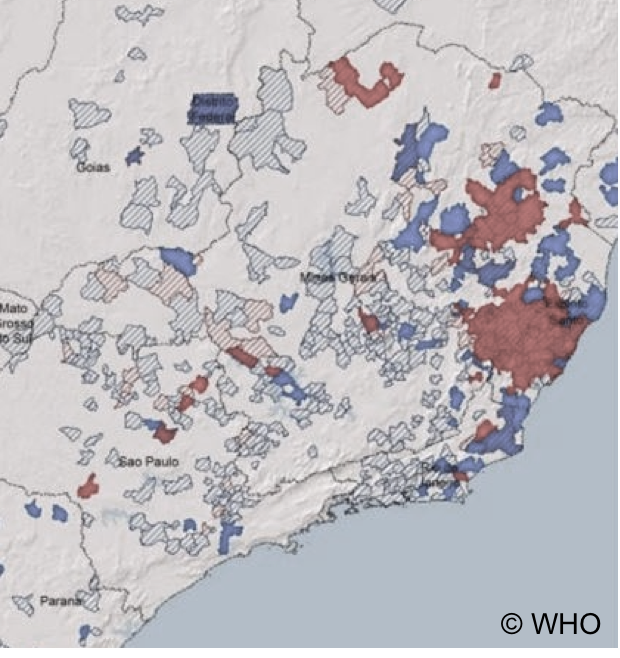 Distrito
Federal
Goias
Minas Gerais
Mato
Grosso
do Sul
Espirito
Santo
Sao Paulo
Rio de
Janeiro
Parana
© WHO